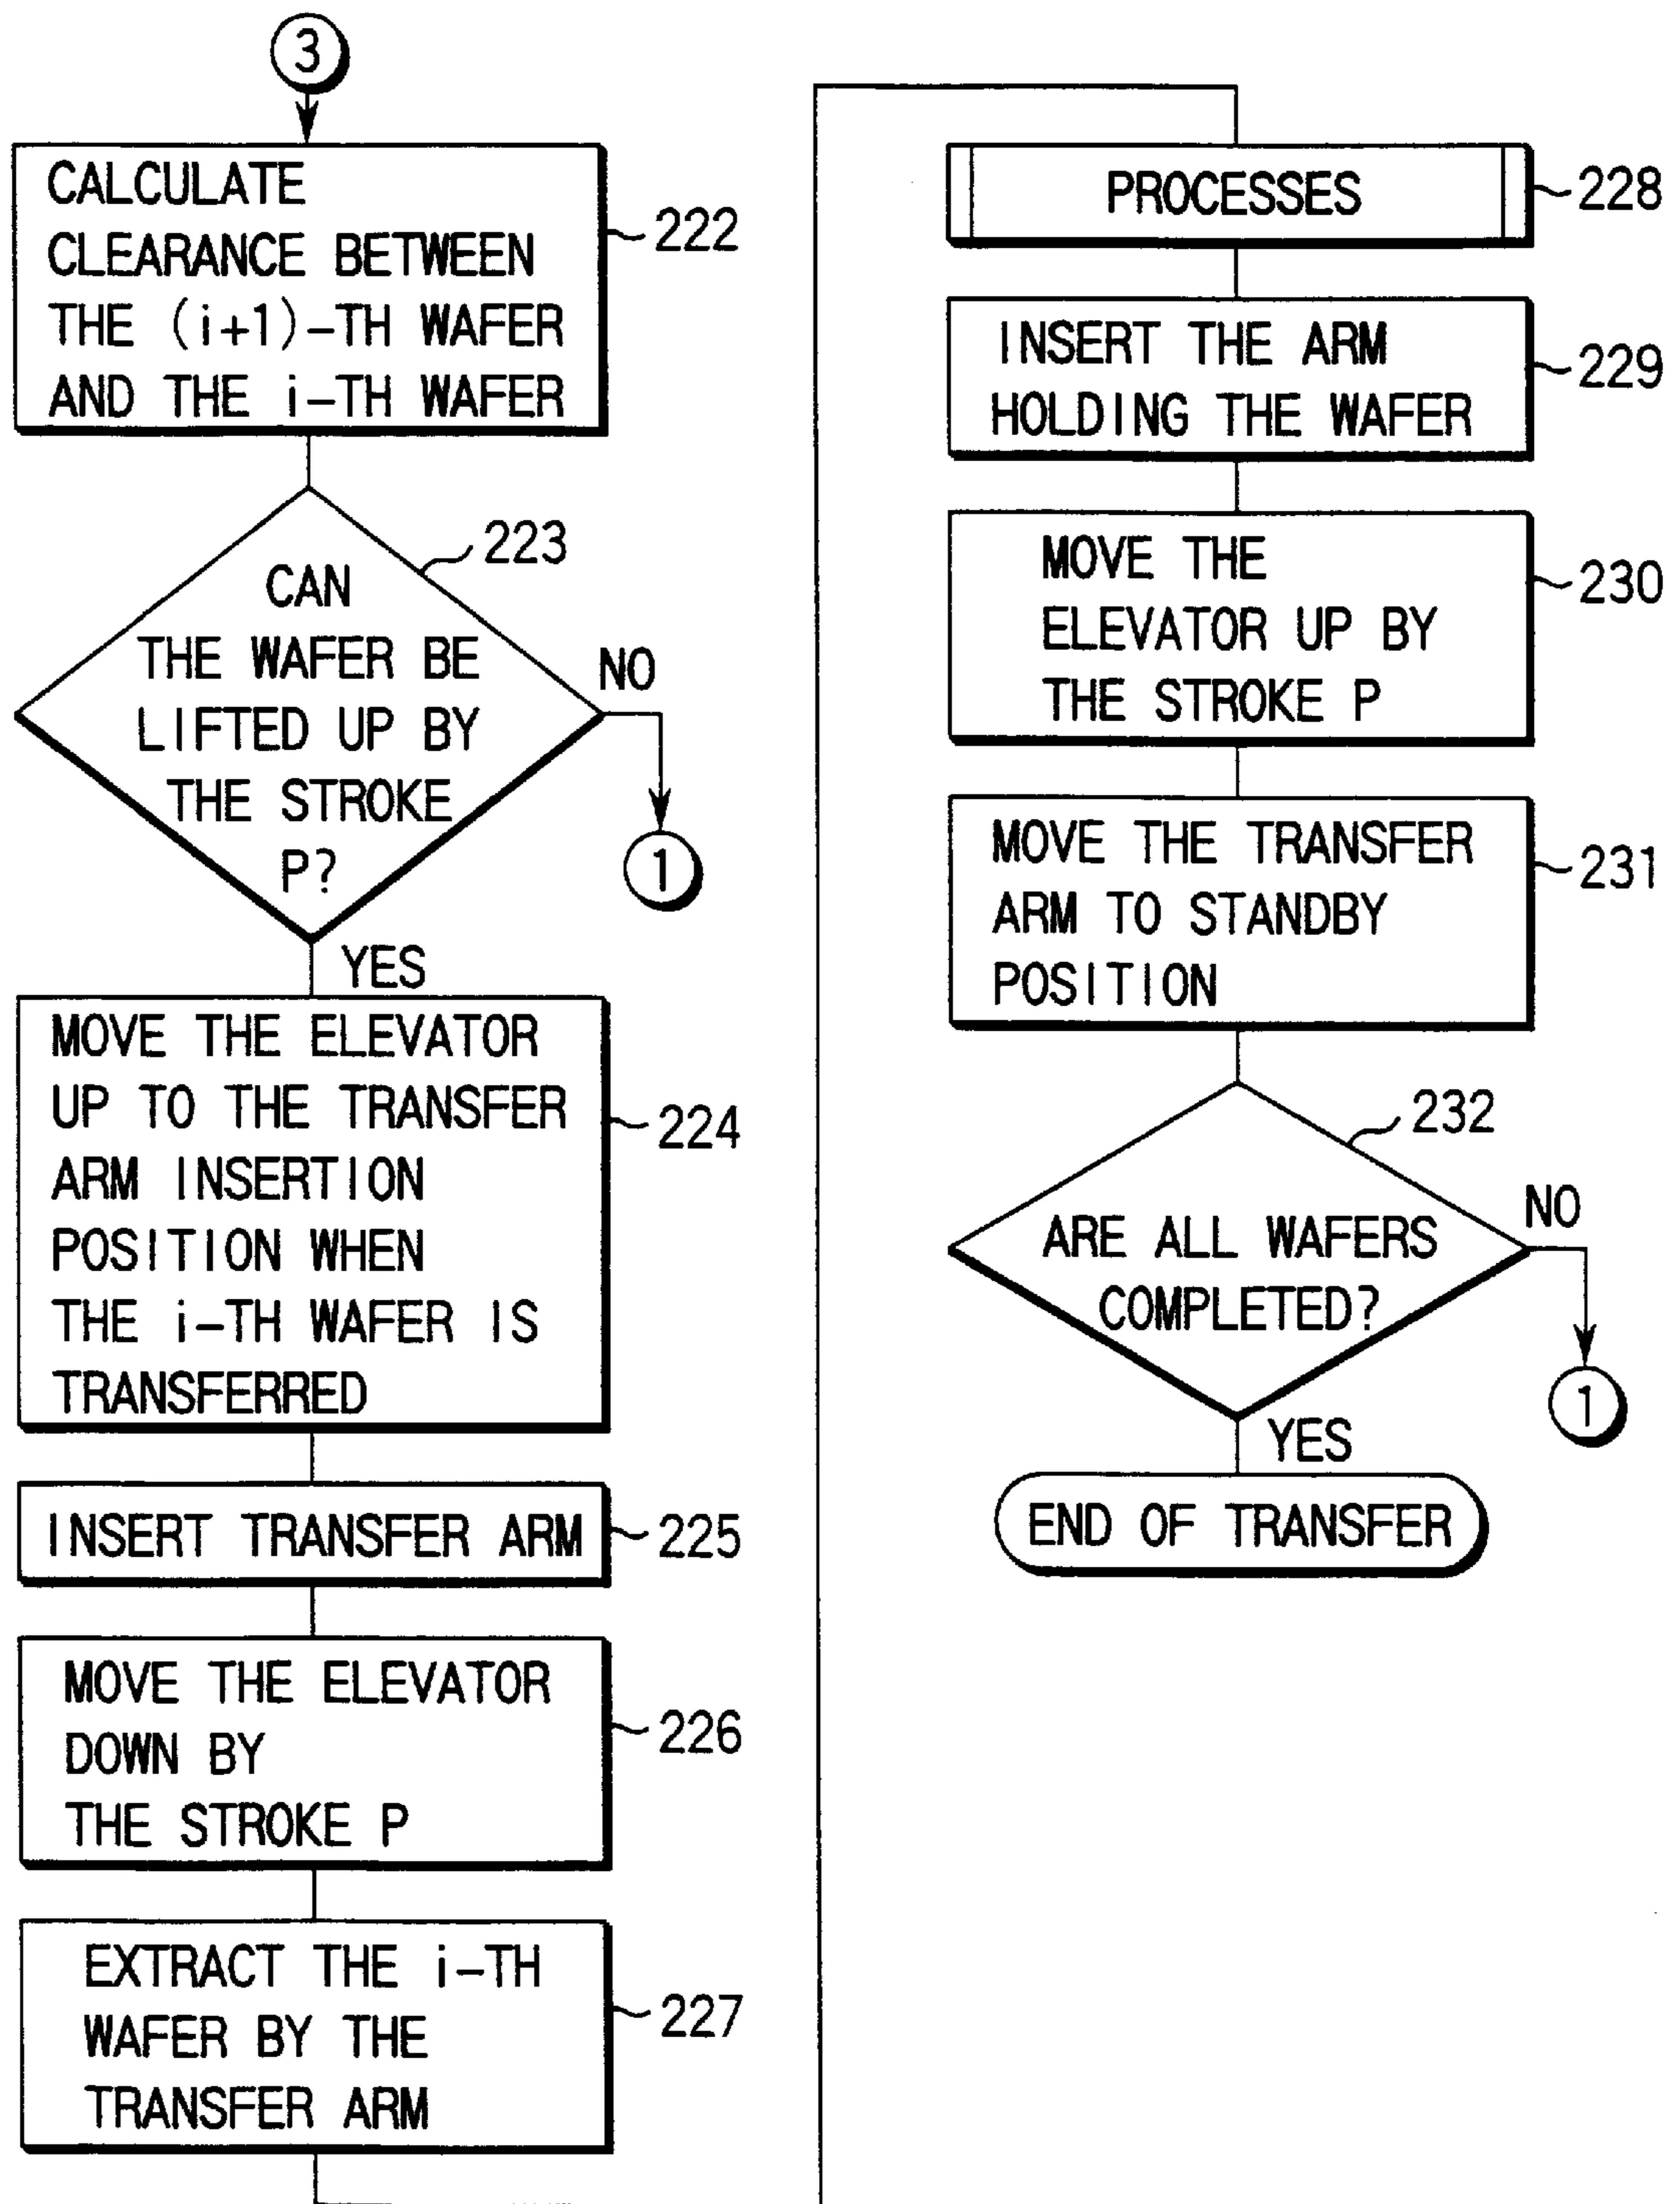 3
CALCULATE
CLEARANCE BETWEEN
THE (i+1)-TH WAFER
AND THE i-TH WAFER
222
223
CAN
THE WAFER BE
LIFTED UP BY
THE STROKE
P?
NO
1
YES
MOVE THE ELEVATOR
UP TO THE TRANSFER
ARM INSERTION
POSITION WHEN
THE i-TH WAFER IS
TRANSFERRED
224
INSERT TRANSFER ARM
225
MOVE THE ELEVATOR
DOWN BY
THE STROKE P
226
EXTRACT THE i-TH
WAFER BY THE
TRANSFER ARM
227
PROCESSES
228
INSERT THE ARM
HOLDING THE WAFER
229
MOVE THE
ELEVATOR UP BY
THE STROKE P
230
MOVE THE TRANSFER
ARM TO STANDBY
POSITION
231
232
ARE ALL WAFERS
COMPLETED?
NO
1
YES
END OF TRANSFER